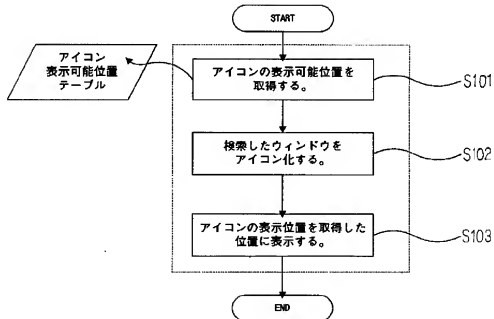 START
アイコン
表示可能位置
テーブル
アイコンの表示可能位置を
取得する。
S101
検索したウィンドウを
アイコン化する。
S102
アイコンの表示位置を取得した
位置に表示する。
S103
END